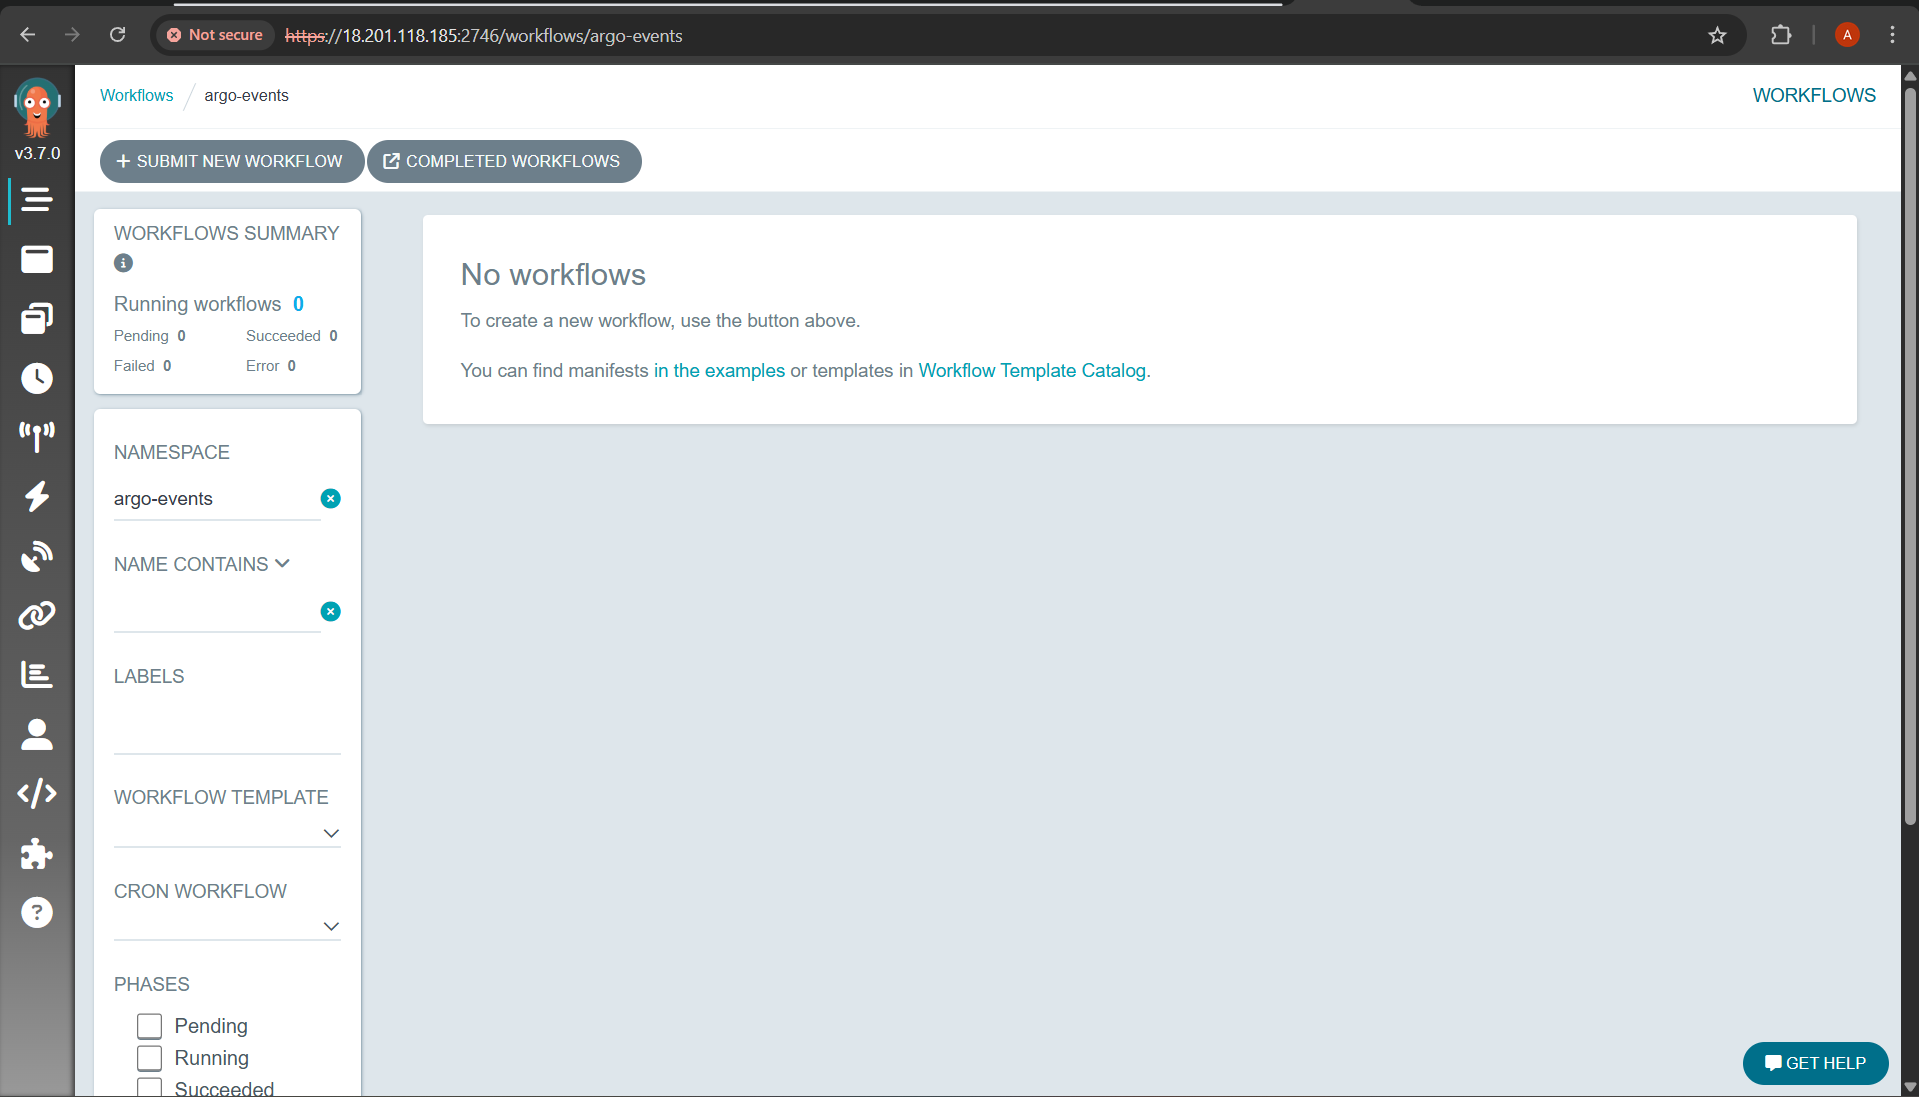 Not secure https://18.201.118.185:2746/workflows/argo-events
A
v3.7.0
Workflows / argo-events
WORKFLOWS
+ SUBMIT NEW WORKFLOW
COMPLETED WORKFLOWS
WORKFLOWS SUMMARY
Running workflows 0
Pending 0 Succeeded 0
Failed 0 Error 0
NAMESPACE
argo-events
NAME CONTAINS
LABELS
WORKFLOW TEMPLATE
CRON WORKFLOW
PHASES
Pending
Running
Succeeded
No workflows
To create a new workflow, use the button above.
You can find manifests in the examples or templates in Workflow Template Catalog.
GET HELP